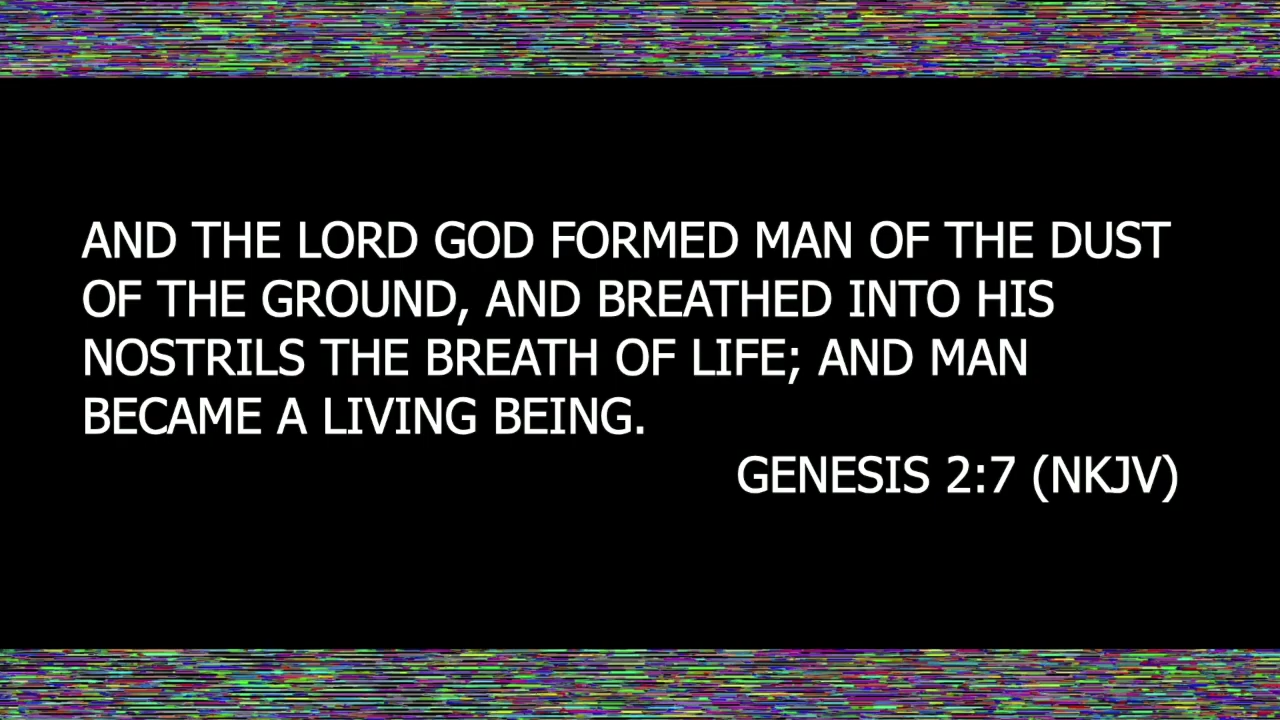 AND THE LORD GOD FORMED MAN OF THE DUST
OF THE GROUND, AND BREATHED INTO HIS
NOSTRILS THE BREATH OF LIFE; AND MAN
BECAME A LIVING BEING.
GENESIS 2:7 (NKJV)